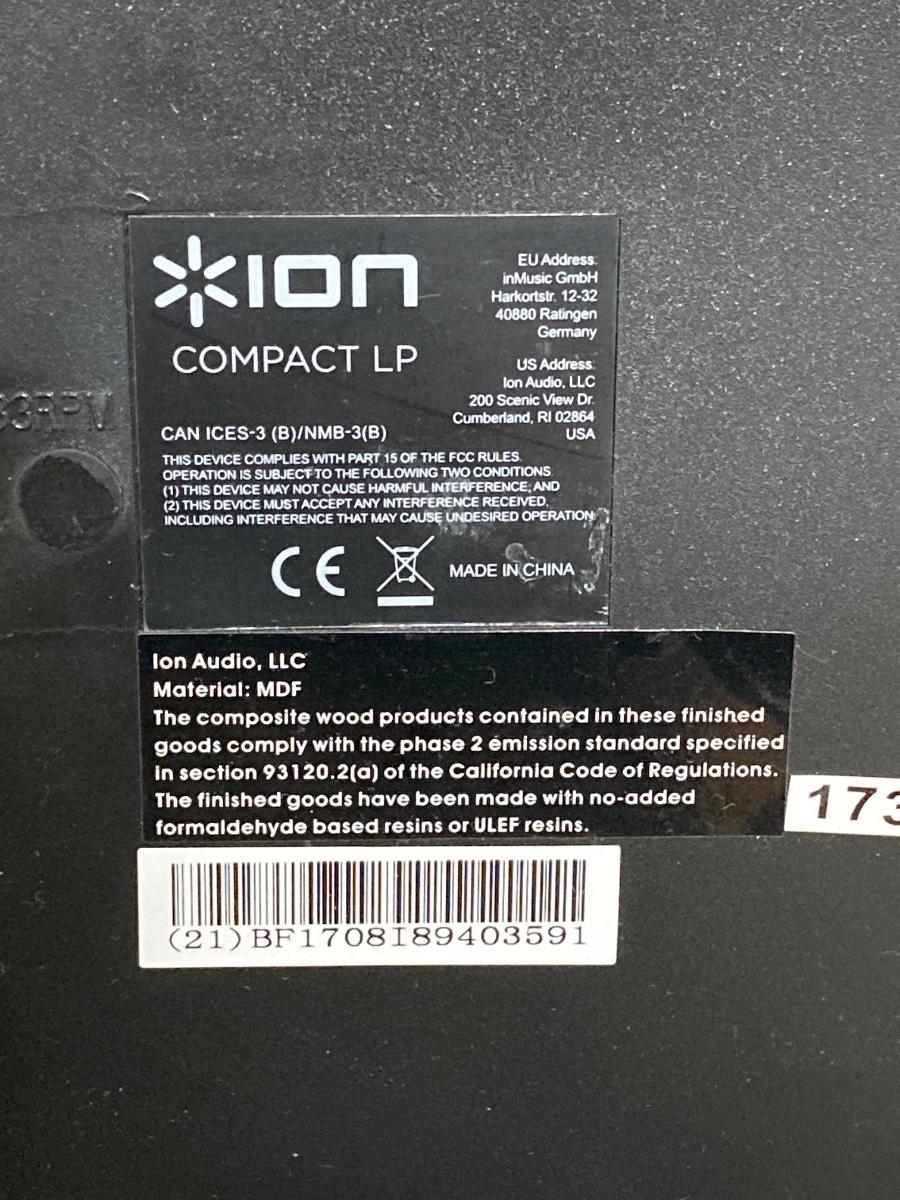 ION
COMPACT LP
EU Address:
inMusic GmbH
Harkortstr. 12-32
40880 Ratingen
Germany
US Address:
Ion Audio, LLC
200 Scenic View Dr.
Cumberland, RI 02864
USA
CAN ICES-3 (B)/NMB-3(B)
THIS DEVICE COMPLIES WITH PART 15 OF THE FCC RULES.
OPERATION IS SUBJECT TO THE FOLLOWING TWO CONDITIONS
(1) THIS DEVICE MAY NOT CAUSE HARMFUL INTERFERENCE, AND
(2) THIS DEVICE MUST ACCEPT ANY INTERFERENCE RECEIVED,
INCLUDING INTERFERENCE THAT MAY CAUSE UNDESIRED OPERATION.
CE
MADE IN CHINA
33RPM
Ion Audio, LLC
Material: MDF
The composite wood products contained in these finished
goods comply with the phase 2 emission standard specified
in section 93120.2(a) of the California Code of Regulations.
The finished goods have been made with no-added
formaldehyde based resins or ULEF resins.
173
(21)BF1708I89403591